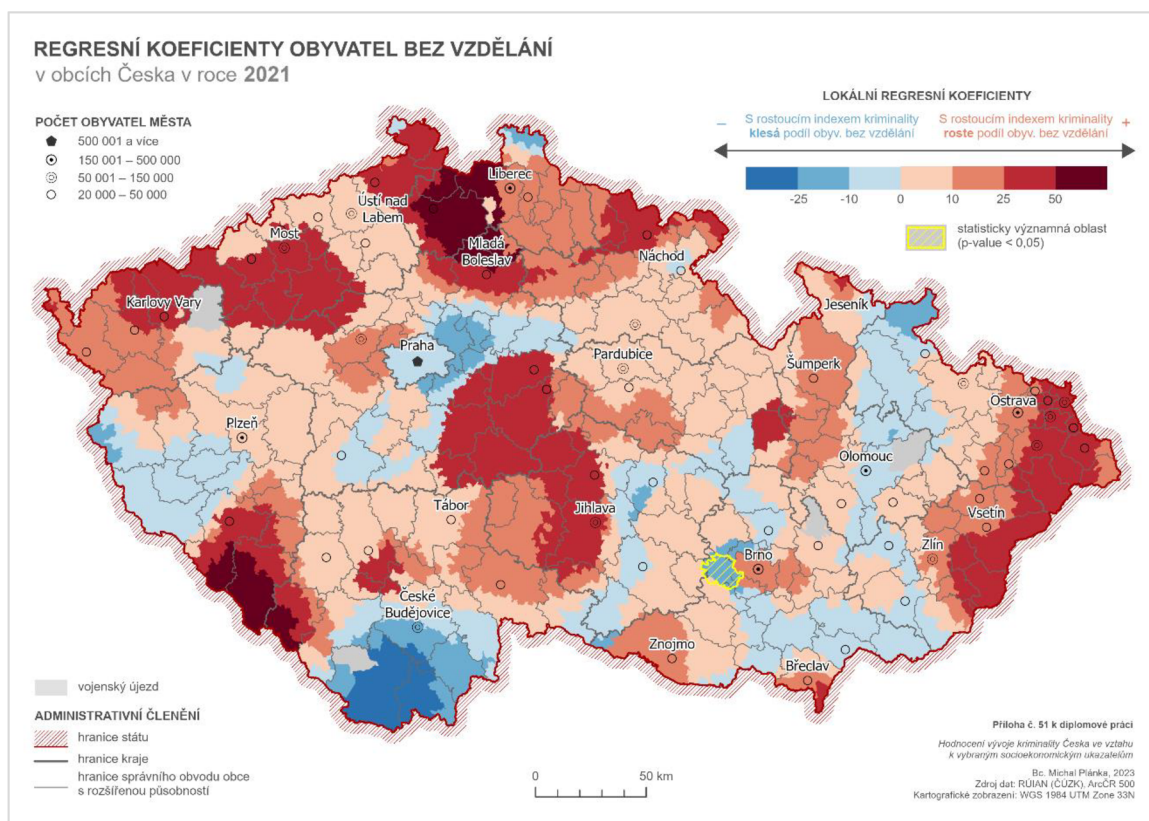 REGRESNÍ KOEFICIENTY OBYVATEL BEZ VZDĚLÁNÍ
v obcích Česka v roce 2021
POČET OBYVATEL MĚSTA
500 001 a více
150 001 – 500 000
50 001 – 150 000
20 000 – 50 000
LOKÁLNÍ REGRESNÍ KOEFICIENTY
– S rostoucím indexem kriminality
klesá podíl obyv. bez vzdělání
S rostoucím indexem kriminality +
roste podíl obyv. bez vzdělání
-25 -10 0 10 25 50
statisticky významná oblast
(p-value < 0,05)
Liberec
Ústí nad
Labem
Most
Mladá
Boleslav
Náchod
Karlovy Vary
Jeseník
Praha
Pardubice
Šumperk
Ostrava
Plzeň
Olomouc
Tábor
Jihlava
Vsetín
Zlín
Brno
České
Budějovice
Znojmo
Břeclav
vojenský újezd
ADMINISTRATIVNÍ ČLENĚNÍ
hranice státu
hranice kraje
hranice správního obvodu obce
s rozšířenou působností
0 50 km
Příloha č. 51 k diplomové práci
Hodnocení vývoje kriminality Česka ve vztahu
k vybraným socioekonomickým ukazatelům
Bc. Michal Plánka, 2023
Zdroj dat: RÚIAN (ČÚZK), ArcČR 500
Kartografické zobrazení: WGS 1984 UTM Zone 33N